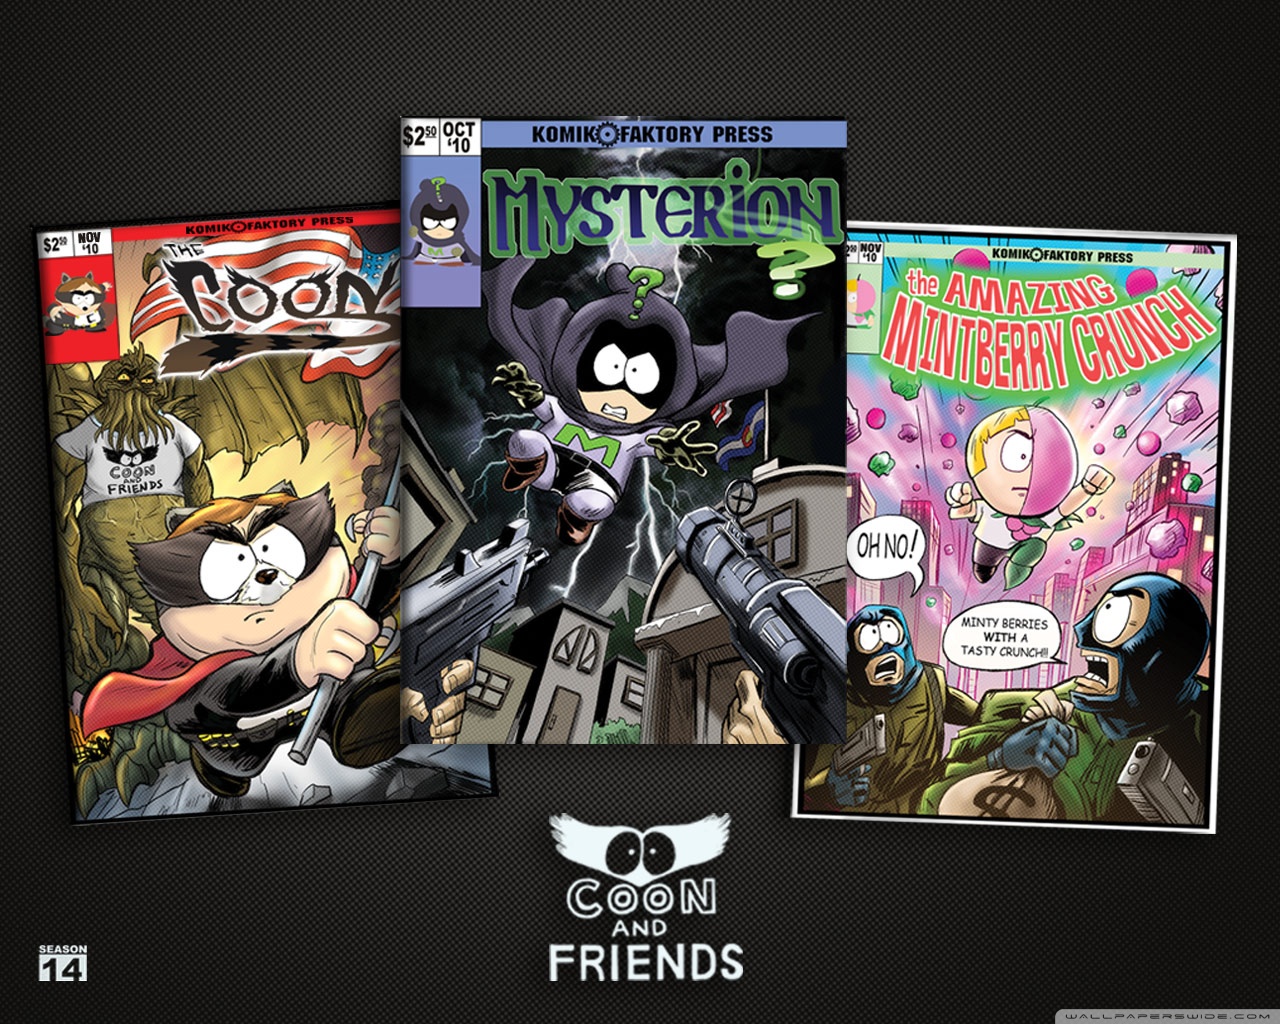 $2.50
NOV
'10
KOMIK FAKTORY PRESS
THE
COON
COON
AND
FRIENDS
$2.50
OCT
'10
KOMIK FAKTORY PRESS
MYSTERION
?
?
M
NOV
'10
KOMIK FAKTORY PRESS
the AMAZING
MINTBERRY CRUNCH
OH NO!
MINTY BERRIES
WITH A
TASTY CRUNCH!!
$
COON
AND
FRIENDS
SEASON
14
WALLPAPERSWIDE.COM